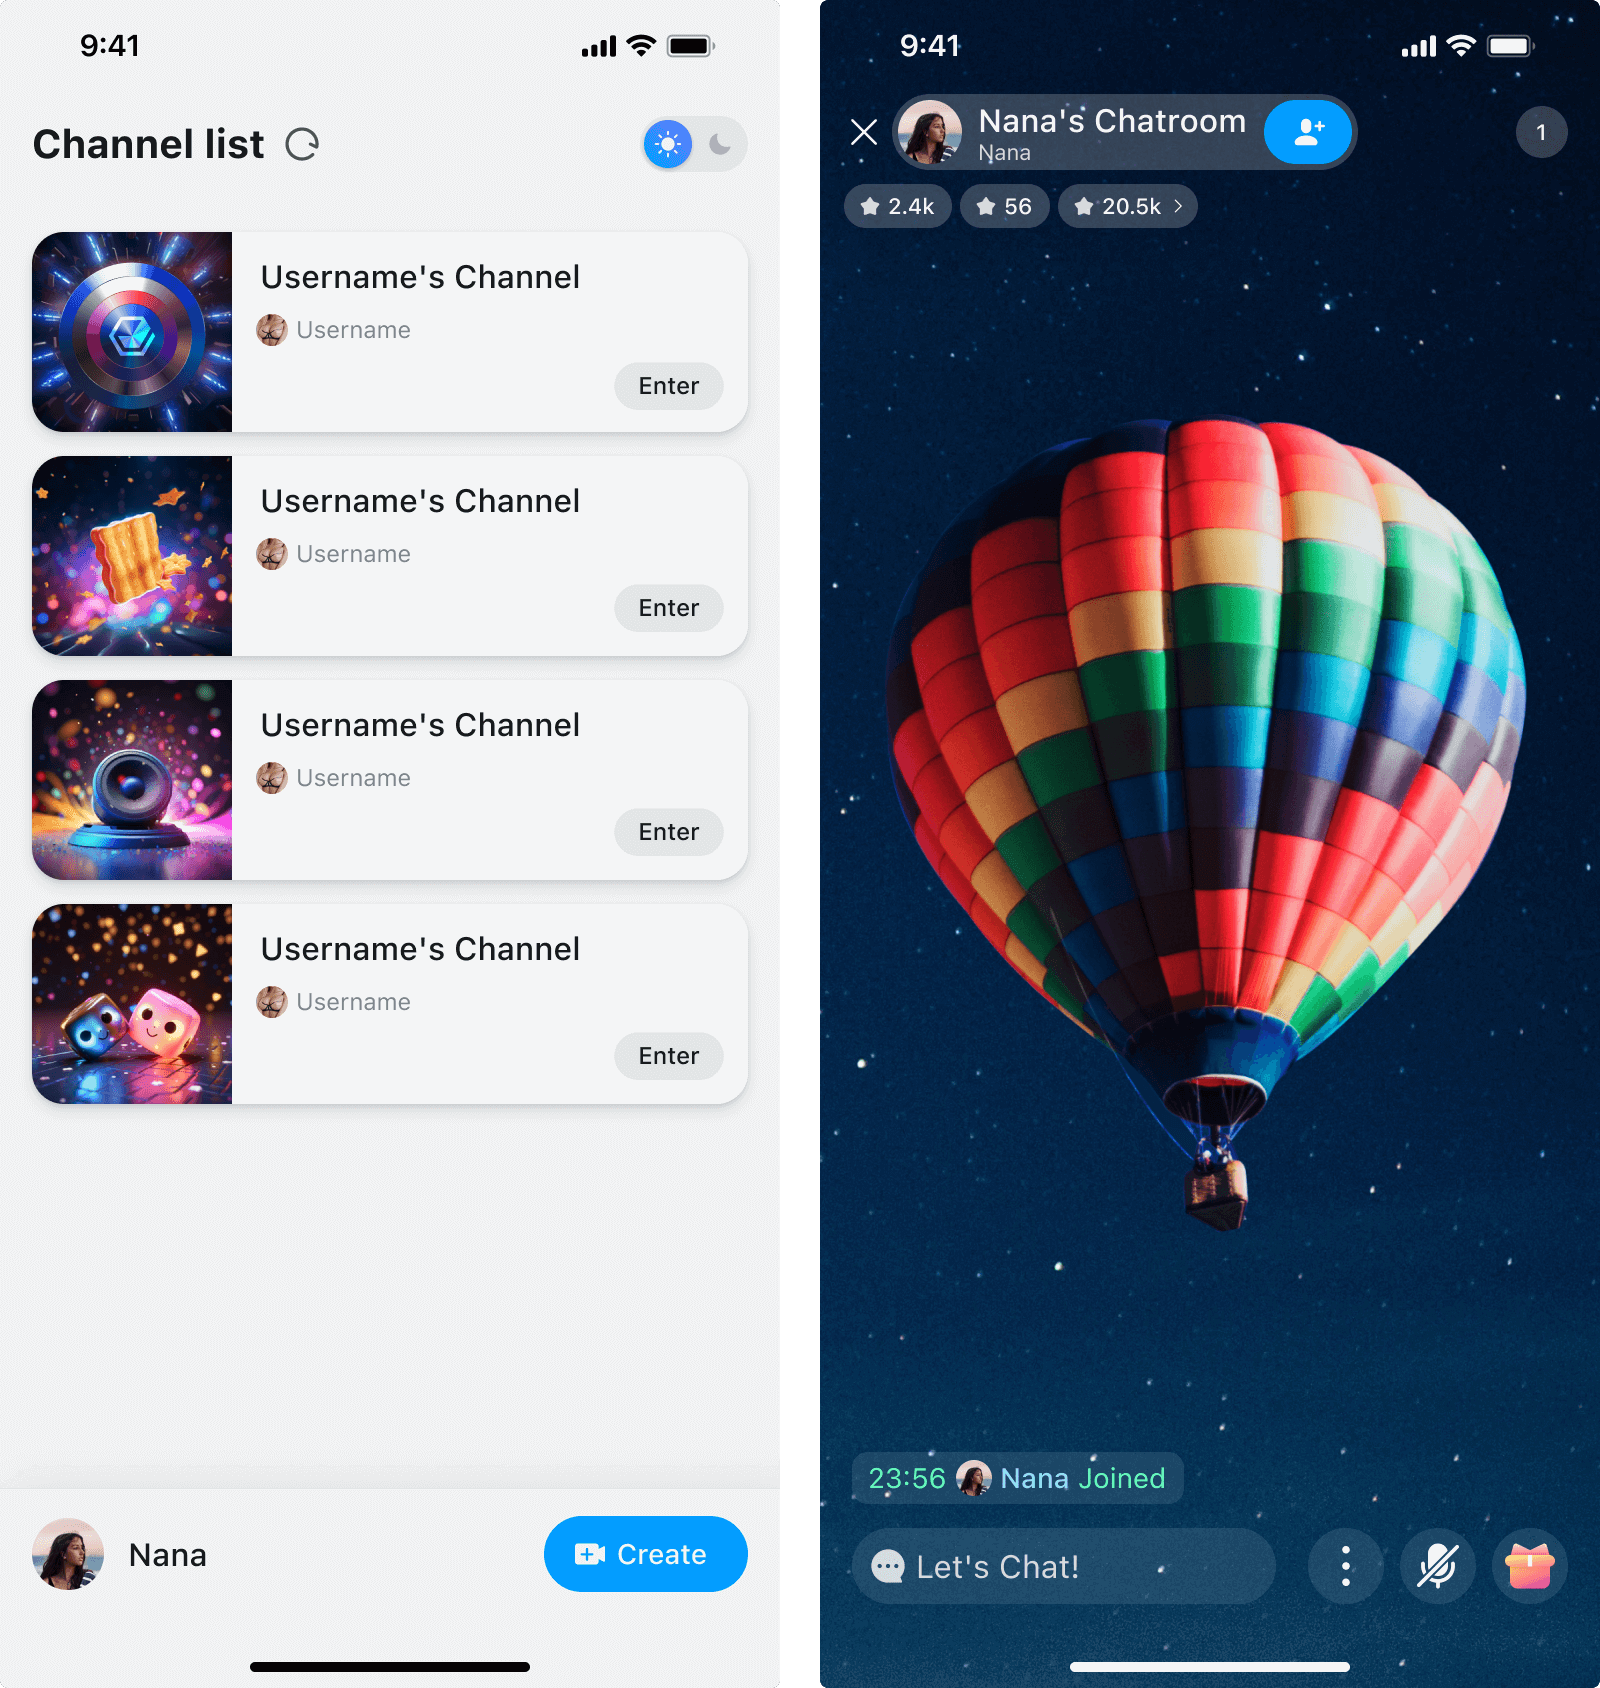 9:41
Channel list
Username's Channel
Username
Enter
Username's Channel
Username
Enter
Username's Channel
Username
Enter
Username's Channel
Username
Enter
Nana
Create
9:41
Nana's Chatroom
Nana
1
2.4k
56
20.5k
23:56 Nana Joined
Let's Chat!